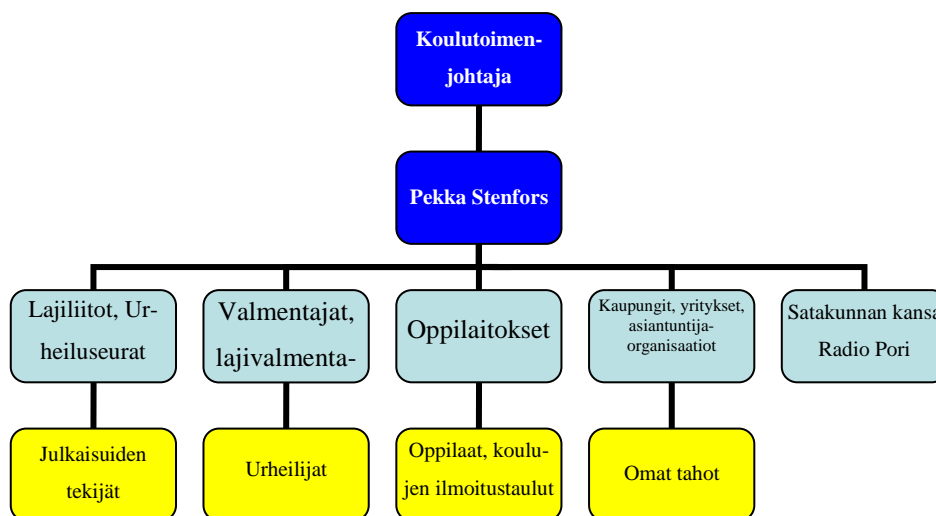 Koulutoimen-
johtaja
Pekka Stenfors
Lajiliitot, Ur-
heiluseurat
Valmentajat,
lajivalmenta-
Oppilaitokset
Kaupungit, yritykset,
asiantuntija-
organisaatiot
Satakunnan kansa
Radio Pori
Julkaisuiden
tekijät
Urheilijat
Oppilaat, koulu-
jen ilmoitustaulut
Omat tahot